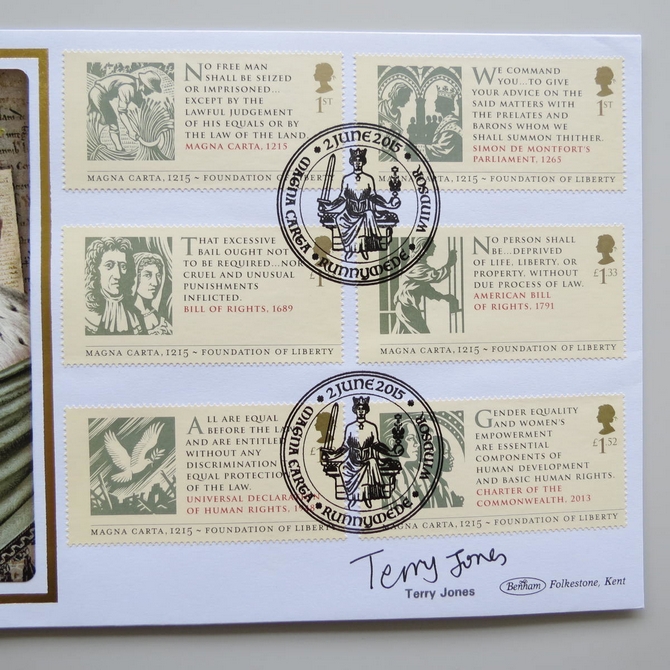 NO FREE MAN
SHALL BE SEIZED
OR IMPRISONED...
EXCEPT BY THE
LAWFUL JUDGEMENT
OF HIS EQUALS OR BY
THE LAW OF THE LAND.
MAGNA CARTA, 1215
1ST
MAGNA CARTA, 1215 ~ FOUNDATION OF LIBERTY
WE COMMAND
YOU...TO GIVE
YOUR ADVICE ON THE
SAID MATTERS WITH
THE PRELATES AND
BARONS WHOM WE
SHALL SUMMON THITHER.
SIMON DE MONTFORT'S
PARLIAMENT, 1265
1ST
MAGNA CARTA, 1215 ~ FOUNDATION OF LIBERTY
2 JUNE 2015
MAGNA CARTA • RUNNYMEDE • WINDSOR
THAT EXCESSIVE
BAIL OUGHT NOT
TO BE REQUIRED...NOR
CRUEL AND UNUSUAL
PUNISHMENTS
INFLICTED.
BILL OF RIGHTS, 1689
MAGNA CARTA, 1215 ~ FOUNDATION OF LIBERTY
NO PERSON SHALL
BE...DEPRIVED
OF LIFE, LIBERTY, OR
PROPERTY, WITHOUT
DUE PROCESS OF LAW.
AMERICAN BILL
OF RIGHTS, 1791
£1.33
MAGNA CARTA, 1215 ~ FOUNDATION OF LIBERTY
ALL ARE EQUAL
BEFORE THE LAW
AND ARE ENTITLED
WITHOUT ANY
DISCRIMINATION
EQUAL PROTECTION
OF THE LAW.
UNIVERSAL DECLARATION
OF HUMAN RIGHTS, 1948
MAGNA CARTA, 1215 ~ FOUNDATION OF LIBERTY
GENDER EQUALITY
AND WOMEN'S
EMPOWERMENT
ARE ESSENTIAL
COMPONENTS OF
HUMAN DEVELOPMENT
AND BASIC HUMAN RIGHTS.
CHARTER OF THE
COMMONWEALTH, 2013
£1.52
MAGNA CARTA, 1215 ~ FOUNDATION OF LIBERTY
2 JUNE 2015
MAGNA CARTA • RUNNYMEDE • WINDSOR
Terry Jones
Terry Jones
Benham Folkestone, Kent